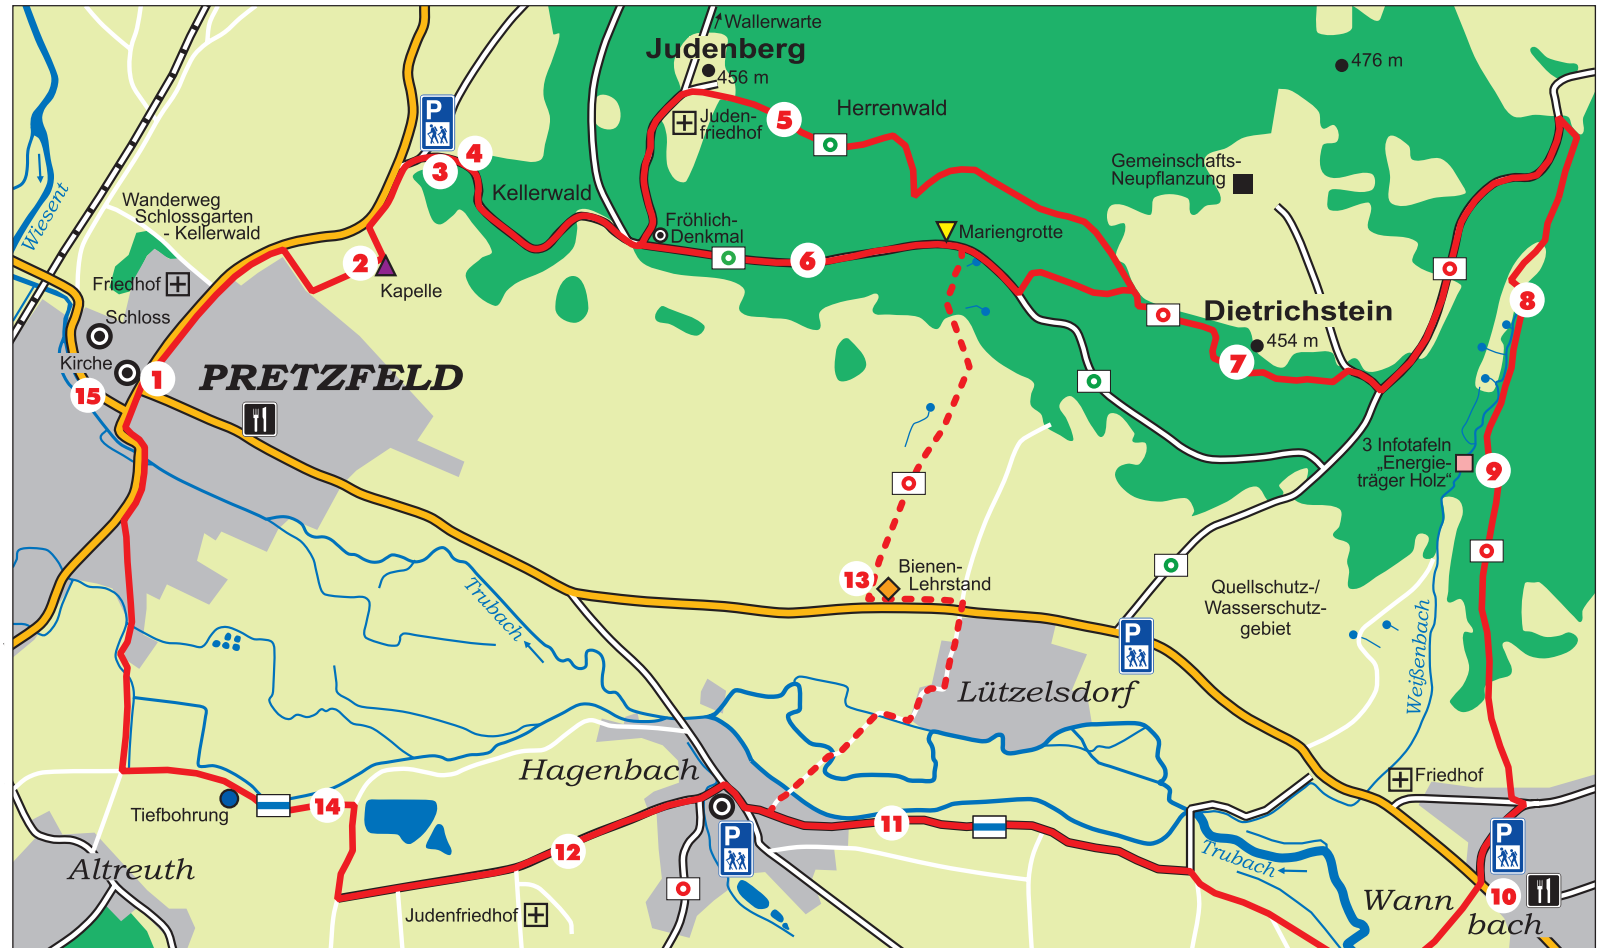 Wallerwarte
Judenberg
456 m
476 m
Juden-
friedhof
5
Herrenwald
P
4
3
Kellerwald
Gemeinschafts-
Neupflanzung
Wiesent
Wanderweg
Schlossgarten
- Kellerwald
Fröhlich-
Denkmal
Mariengrotte
6
2
Kapelle
Friedhof
Schloss
Kirche
1
15
PRETZFELD
Dietrichstein
454 m
7
8
3 Infotafeln
„Energie-
träger Holz“
9
13
Bienen-
Lehrstand
Trubach
Quellschutz-/
Wasserschutz-
gebiet
P
Weißenbach
Lützelsdorf
Hagenbach
Friedhof
Tiefbohrung
14
12
11
P
P
Altreuth
Judenfriedhof
Trubach
Wann
bach
10